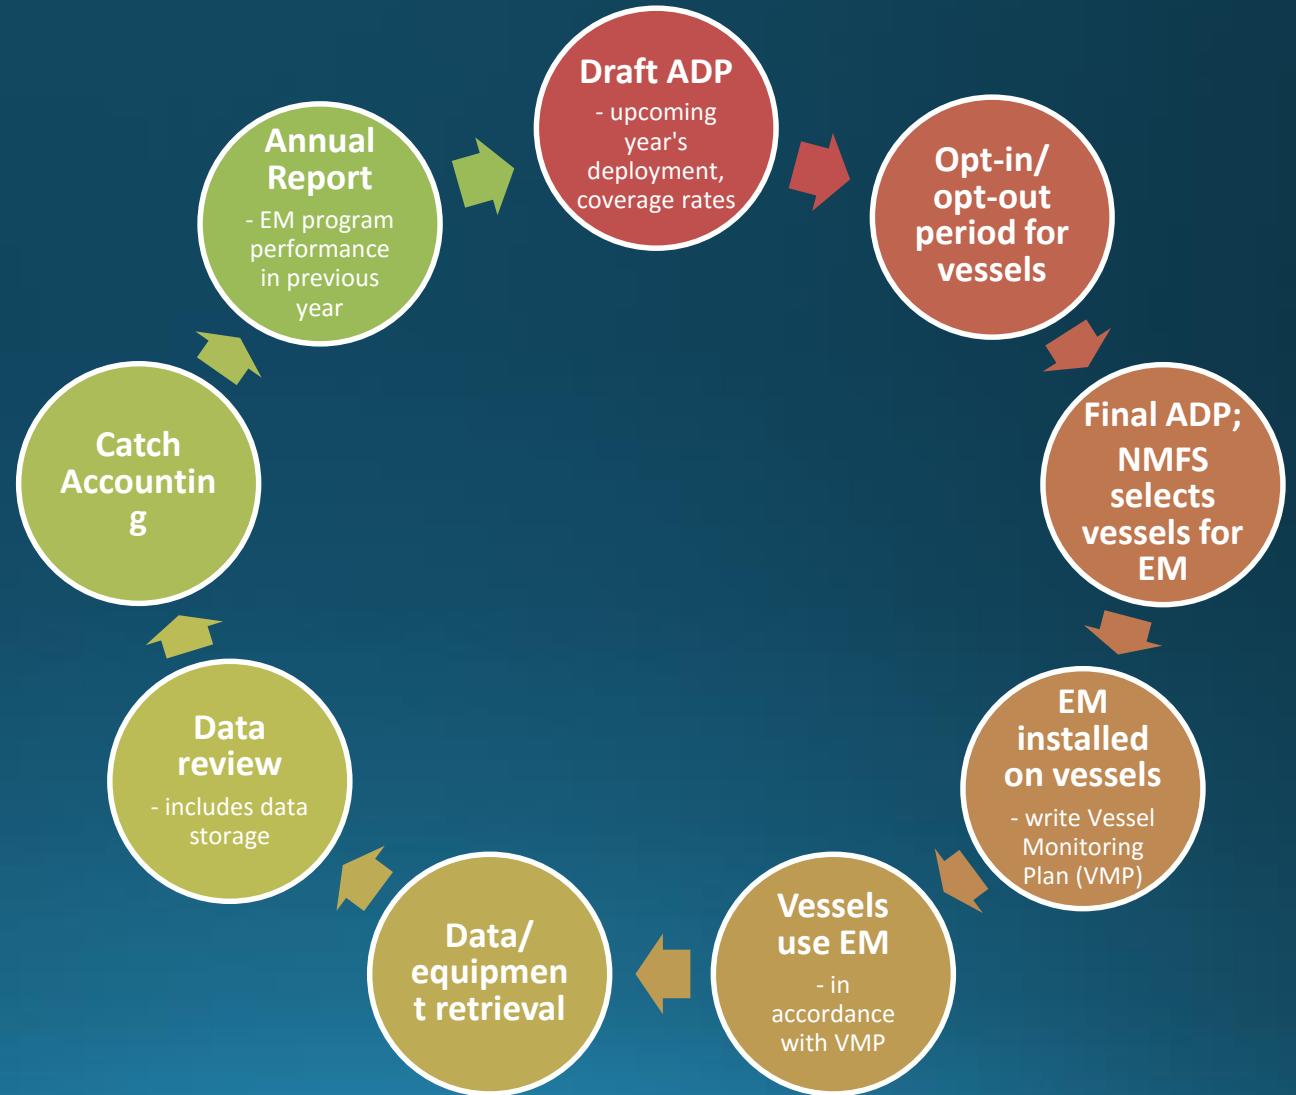 Draft ADP
- upcoming
year's
deployment,
coverage rates
Opt-in/
opt-out
period for
vessels
Final ADP;
NMFS
selects
vessels for
EM
EM
installed
on vessels
- write Vessel
Monitoring
Plan (VMP)
Vessels
use EM
- in
accordance
with VMP
Data/
equipmen
t retrieval
Data
review
- includes data
storage
Catch
Accountin
g
Annual
Report
- EM program
performance
in previous
year